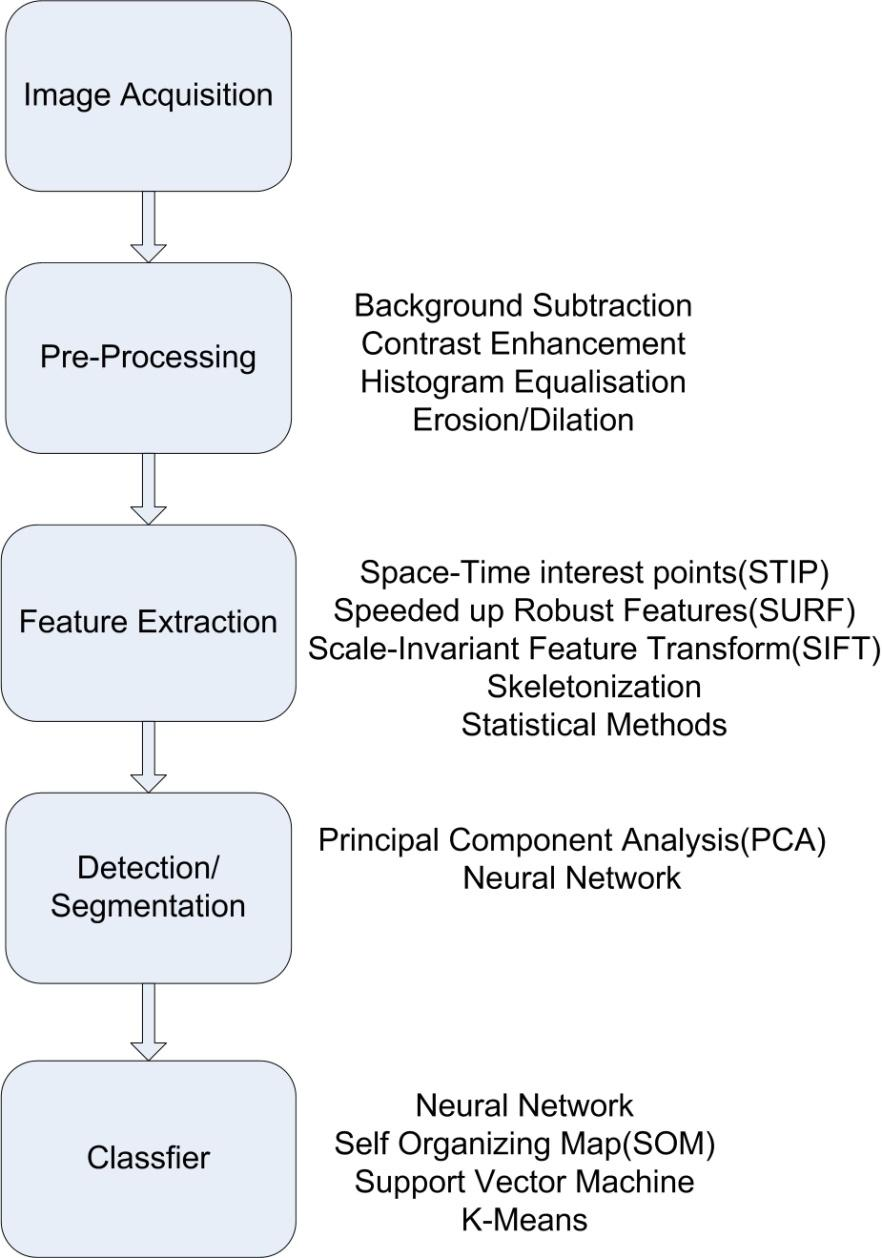 Image Acquisition
Pre-Processing
Background Subtraction
Contrast Enhancement
Histogram Equalisation
Erosion/Dilation
Feature Extraction
Space-Time interest points(STIP)
Speeded up Robust Features(SURF)
Scale-Invariant Feature Transform(SIFT)
Skeletonization
Statistical Methods
Detection/
Segmentation
Principal Component Analysis(PCA)
Neural Network
Classfier
Neural Network
Self Organizing Map(SOM)
Support Vector Machine
K-Means